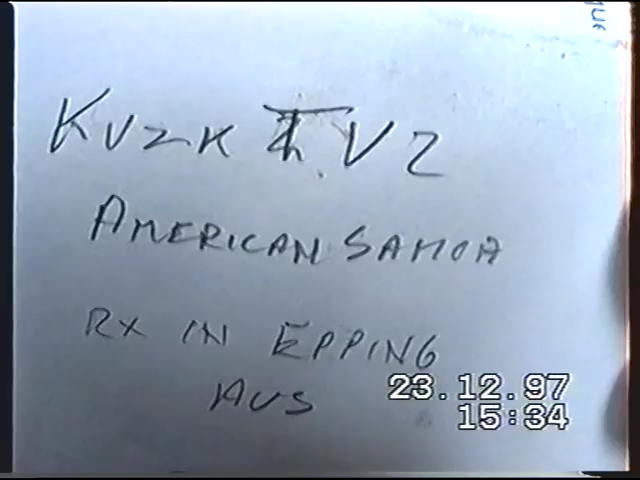 KVZK TV2
AMERICAN SAMOA
RX IN EPPING
AUS
23.12.97
15:34